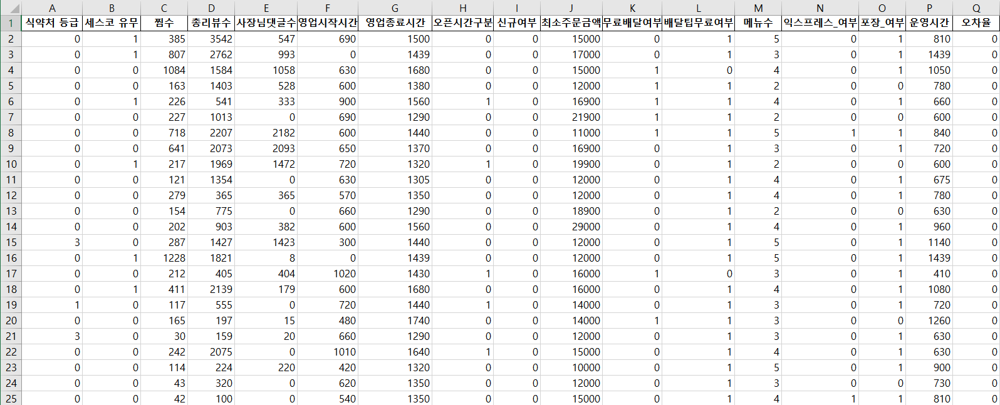 A B C D E F G H I J K L M N O P Q
1 식약처 등급 세스코 유무 찜수 총리뷰수 사장님댓글수 영업시작시간 영업종료시간 오픈시간구분 신규여부 최소주문금액 무료배달여부 배달팁무료여부 메뉴수 익스프레스_여부 포장_여부 운영시간 오차율
2 0 1 385 3542 547 690 1500 0 0 15000 0 1 5 0 1 810 0
3 0 1 807 2762 993 0 1439 0 0 17000 0 1 3 0 1 1439 0
4 0 0 1084 1584 1058 630 1680 0 0 15000 1 0 4 0 1 1050 0
5 0 0 163 1403 528 600 1380 0 0 12000 1 1 2 0 0 780 0
6 0 1 226 541 333 900 1560 1 0 16900 1 1 4 0 1 660 0
7 0 0 227 1013 0 690 1290 0 0 21900 1 1 2 0 0 600 0
8 0 0 718 2207 2182 600 1440 0 0 11000 1 1 5 1 1 840 0
9 0 0 641 2073 2093 650 1370 0 0 16900 0 1 3 0 1 720 0
10 0 1 217 1969 1472 720 1320 1 0 19900 0 1 2 0 0 600 0
11 0 0 121 1354 0 630 1305 0 0 12000 0 1 4 0 1 675 0
12 0 0 279 365 365 570 1350 0 0 12000 0 1 4 0 1 780 0
13 0 0 154 775 0 660 1290 0 0 18900 0 1 2 0 0 630 0
14 0 0 202 903 382 600 1560 0 0 29000 0 1 4 0 1 960 0
15 3 0 287 1427 1423 300 1440 0 0 12000 0 1 5 0 1 1140 0
16 0 1 1228 1821 8 0 1439 0 0 12000 0 1 5 0 1 1439 0
17 0 0 212 405 404 1020 1430 1 0 16000 1 0 3 0 1 410 0
18 0 1 411 2139 179 600 1680 0 0 16000 0 1 4 0 1 1080 0
19 1 0 117 555 0 720 1440 1 0 14000 0 1 3 0 1 720 0
20 0 0 165 197 15 480 1740 0 0 14000 1 1 3 0 0 1260 0
21 3 0 30 159 20 660 1290 0 0 12000 0 1 3 0 1 630 0
22 0 0 242 2075 0 1010 1640 1 0 15000 0 1 4 0 1 630 0
23 0 0 114 224 220 420 1320 0 0 10000 0 1 5 0 1 900 0
24 0 0 43 320 0 620 1350 0 0 12000 0 1 3 0 0 730 0
25 0 0 42 100 0 540 1350 0 0 15000 0 1 4 1 1 810 0